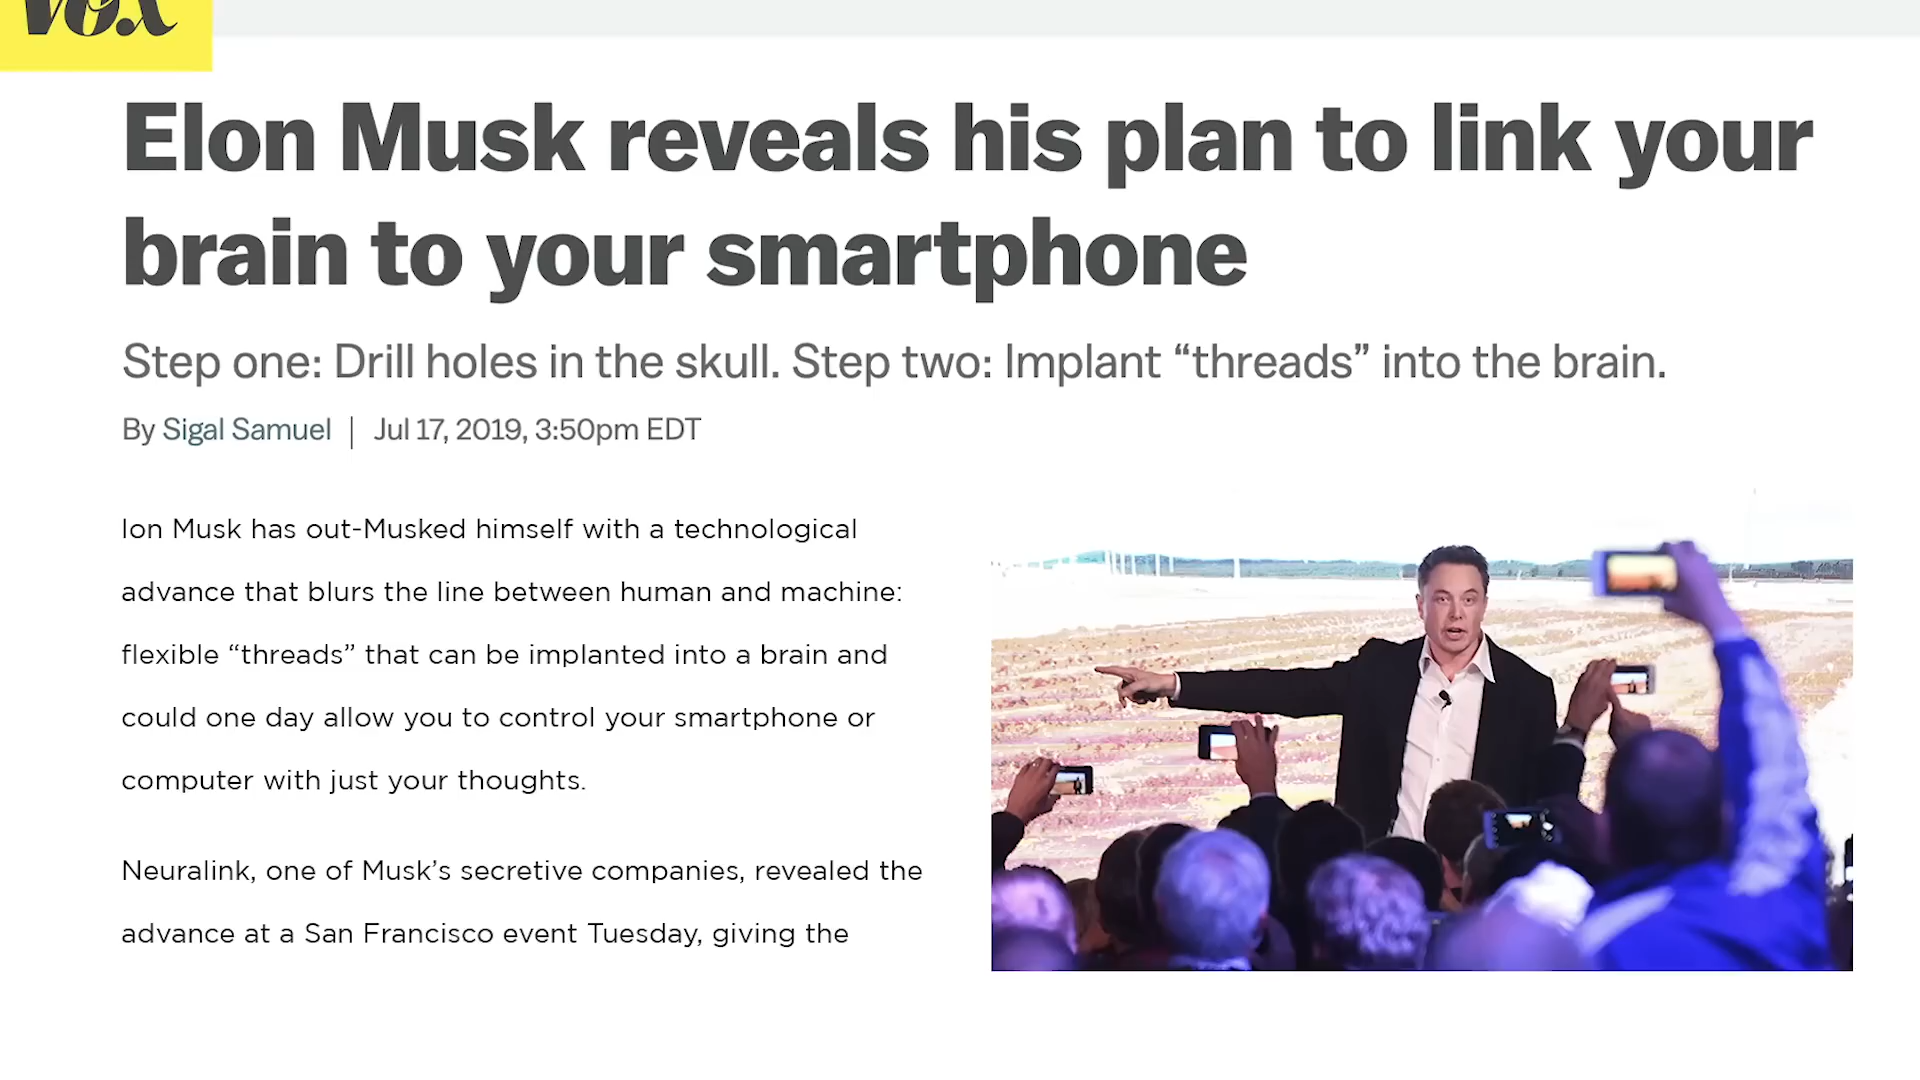 Vox
Elon Musk reveals his plan to link your
brain to your smartphone
Step one: Drill holes in the skull. Step two: Implant “threads” into the brain.
By Sigal Samuel | Jul 17, 2019, 3:50pm EDT
lon Musk has out-Musked himself with a technological
advance that blurs the line between human and machine:
flexible “threads” that can be implanted into a brain and
could one day allow you to control your smartphone or
computer with just your thoughts.
Neuralink, one of Musk’s secretive companies, revealed the
advance at a San Francisco event Tuesday, giving the